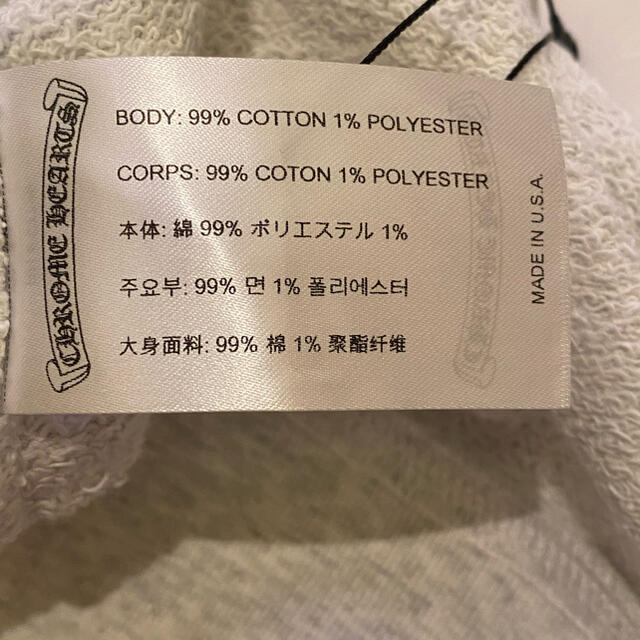 CHROME HEARTS
BODY: 99% COTTON 1% POLYESTER
CORPS: 99% COTON 1% POLYESTER
本体: 綿 99% ポリエステル 1%
주요부: 99% 면 1% 폴리에스터
大身面料: 99% 棉 1% 聚酯纤维
MADE IN U.S.A.